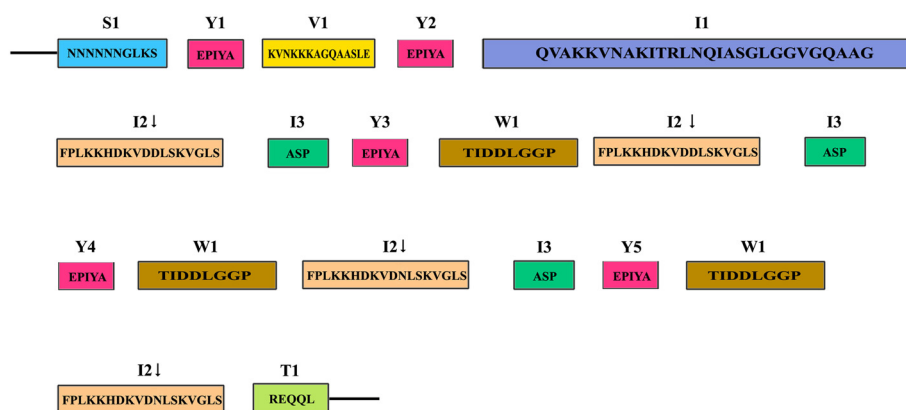 S1 Y1 V1 Y2 I1
NNNNNNGLKS EPIYA KVNKKKAGQAASLE EPIYA QVAKKVNAKITRLNQIASGLGGVGQAAG
I2↓ I3 Y3 W1 I2 ↓ I3
FPLKKHDKVDDLSKVGLS ASP EPIYA TIDDLGGP FPLKKHDKVDDLSKVGLS ASP
Y4 W1 I2↓ I3 Y5 W1
EPIYA TIDDLGGP FPLKKHDKVDNLSKVGLS ASP EPIYA TIDDLGGP
I2↓ T1
FPLKKHDKVDNLSKVGLS REQQL